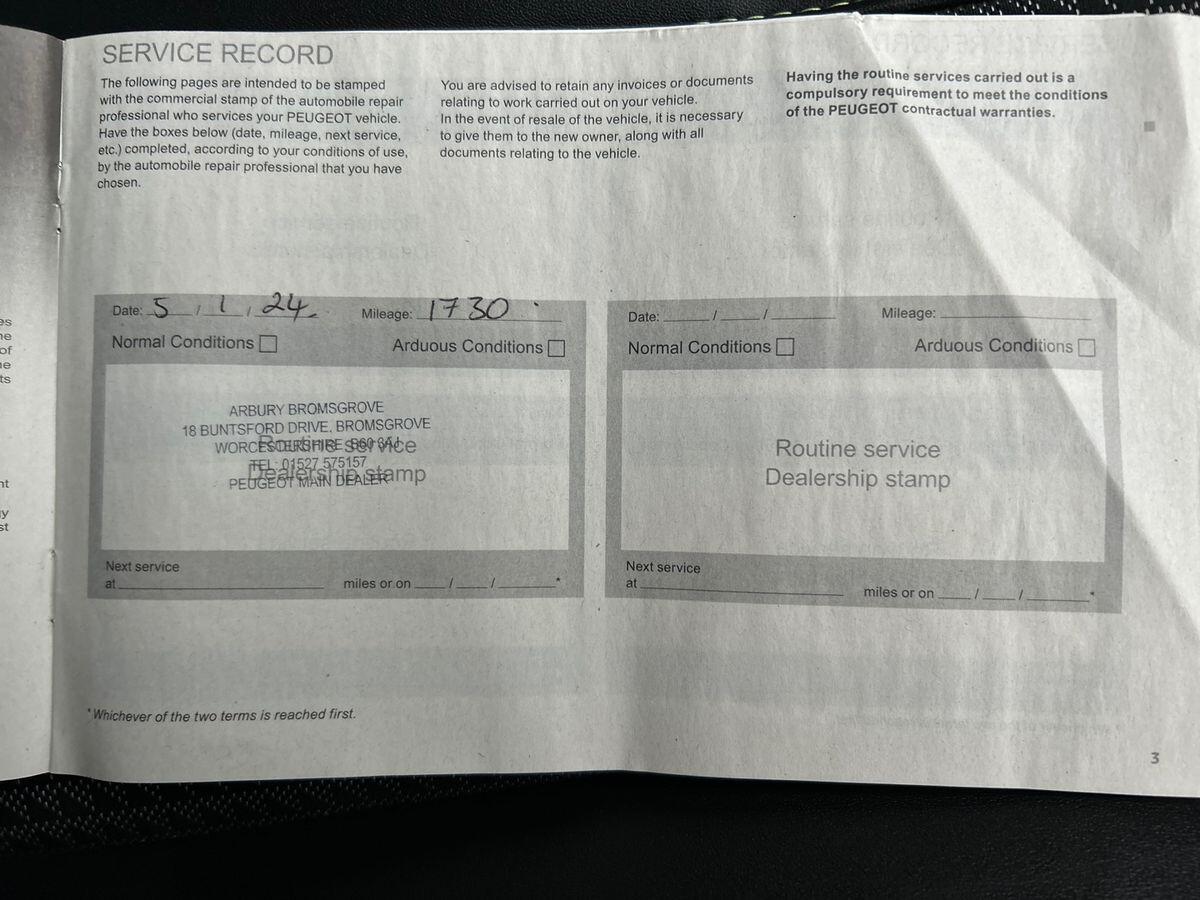 SERVICE RECORD
The following pages are intended to be stamped
with the commercial stamp of the automobile repair
professional who services your PEUGEOT vehicle.
Have the boxes below (date, mileage, next service,
etc.) completed, according to your conditions of use,
by the automobile repair professional that you have
chosen.
You are advised to retain any invoices or documents
relating to work carried out on your vehicle.
In the event of resale of the vehicle, it is necessary
to give them to the new owner, along with all
documents relating to the vehicle.
Having the routine services carried out is a
compulsory requirement to meet the conditions
of the PEUGEOT contractual warranties.
Date: 5 / 1 / 24. Mileage: 1730
Normal Conditions Arduous Conditions
ARBURY BROMSGROVE
18 BUNTSFORD DRIVE, BROMSGROVE
WORCESTERSHIRE B60
Routine service
TEL: 01527 575157
Dealership stamp
PEUGEOT MAIN DEALER
Next service
at miles or on / / *
Date: / / Mileage:
Normal Conditions Arduous Conditions
Routine service
Dealership stamp
Next service
at miles or on / / *
*Whichever of the two terms is reached first.
3